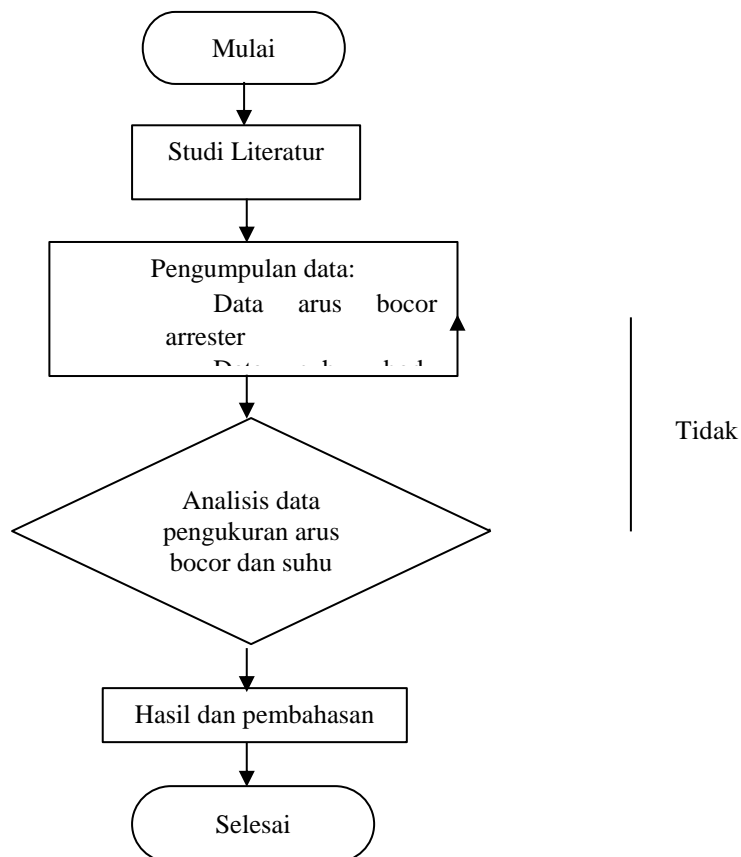 Mulai
Studi Literatur
Pengumpulan data:
Data arus bocor
arrester
Tidak
Analisis data
pengukuran arus
bocor dan suhu
Hasil dan pembahasan
Selesai